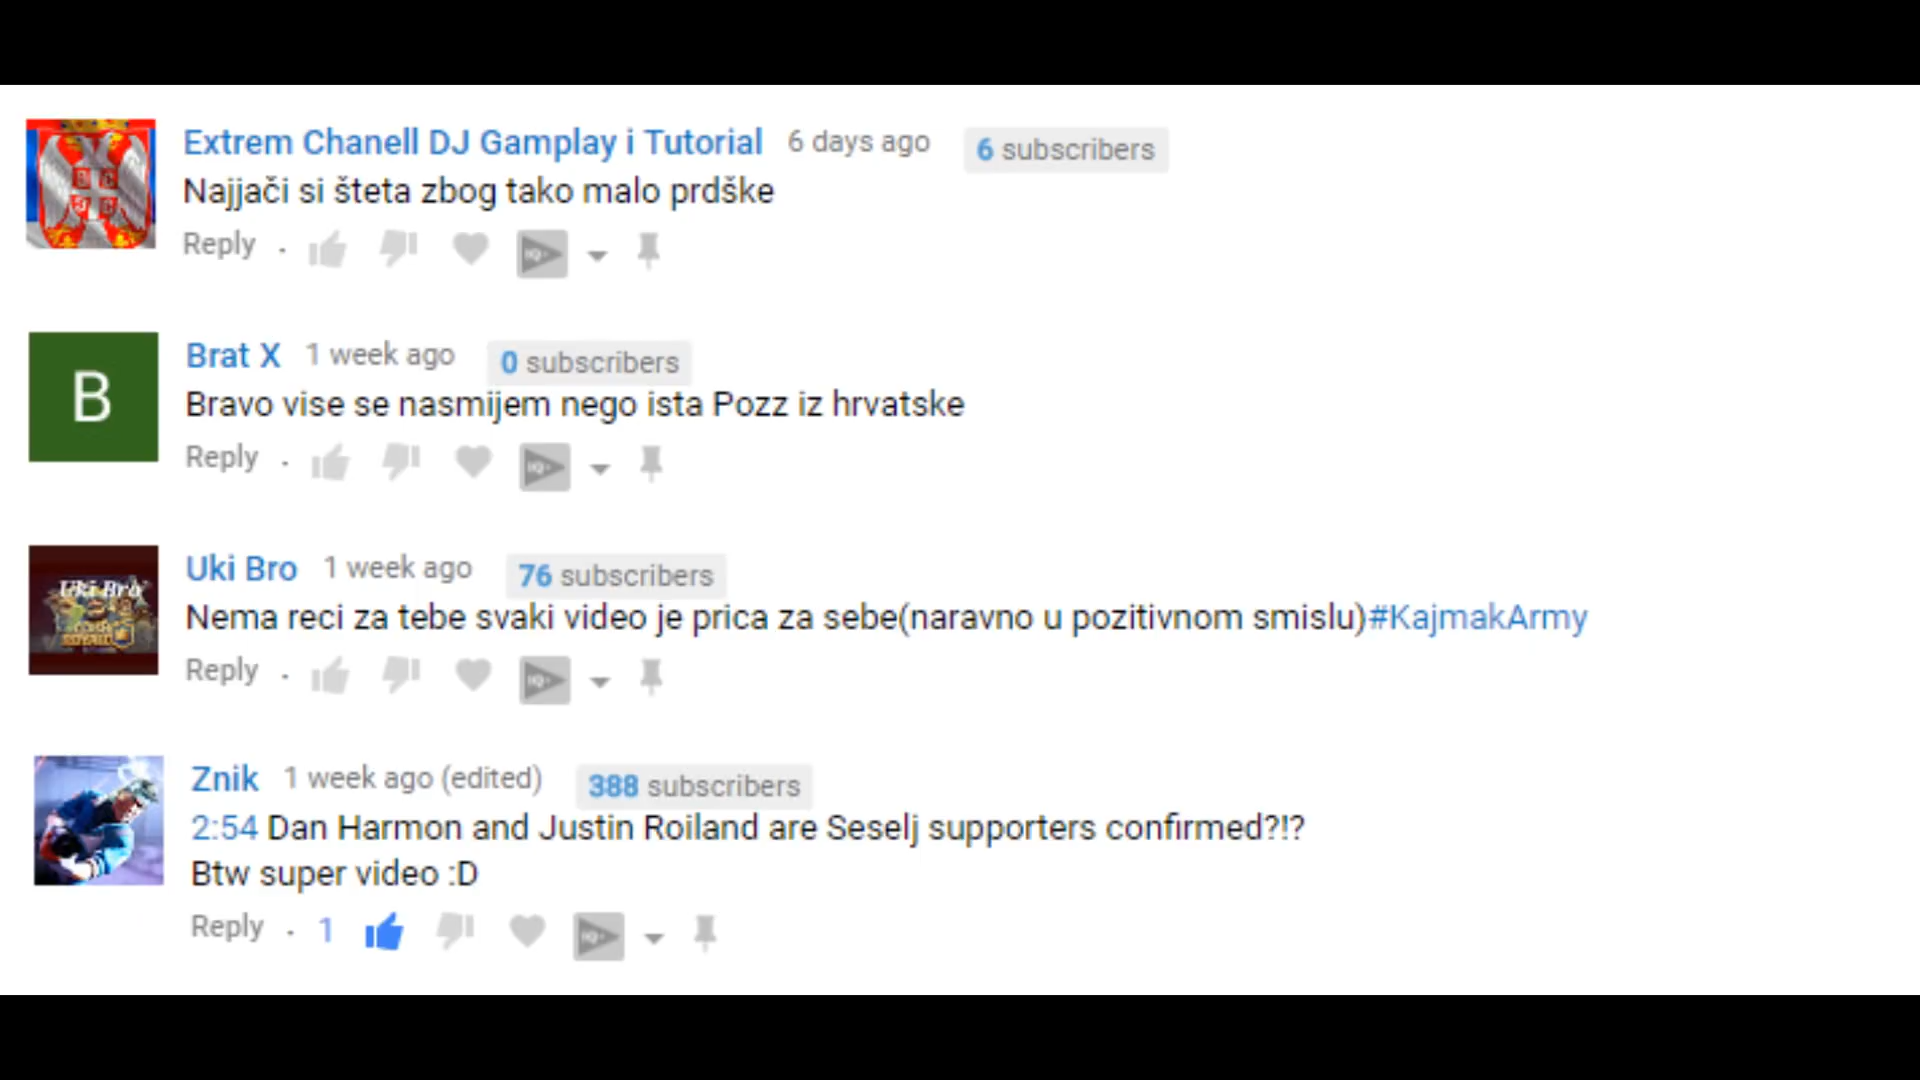 Extrem Chanell DJ Gamplay i Tutorial 6 days ago 6 subscribers
Najjači si šteta zbog tako malo prdške
Reply .
B
Brat X 1 week ago 0 subscribers
Bravo vise se nasmijem nego ista Pozz iz hrvatske
Reply .
Uki Bro
Uki Bro 1 week ago 76 subscribers
Nema reci za tebe svaki video je prica za sebe(naravno u pozitivnom smislu)#KajmakArmy
Reply .
Znik 1 week ago (edited) 388 subscribers
2:54 Dan Harmon and Justin Roiland are Seselj supporters confirmed?!?
Btw super video :D
Reply . 1